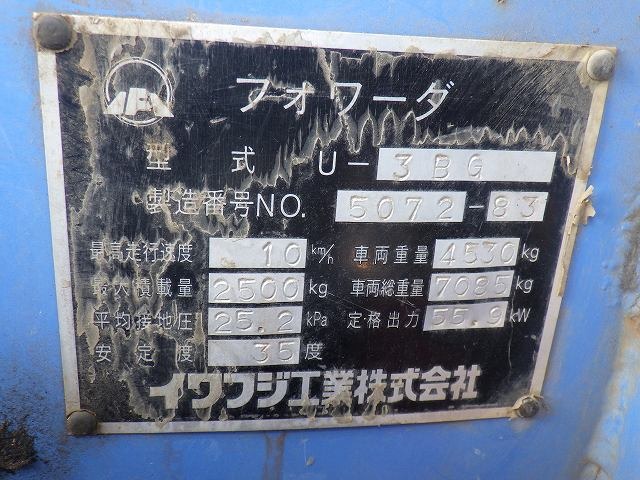 フォワーダ
型式 U-3BG
製造番号NO. 5072-83
最高走行速度 10 km/h 車両重量 4530 kg
最大積載量 2500 kg 車両総重量 7085 kg
平均接地圧 25.2 kPa 定格出力 55.9 kW
安定度 35 度
イワフジ工業株式会社